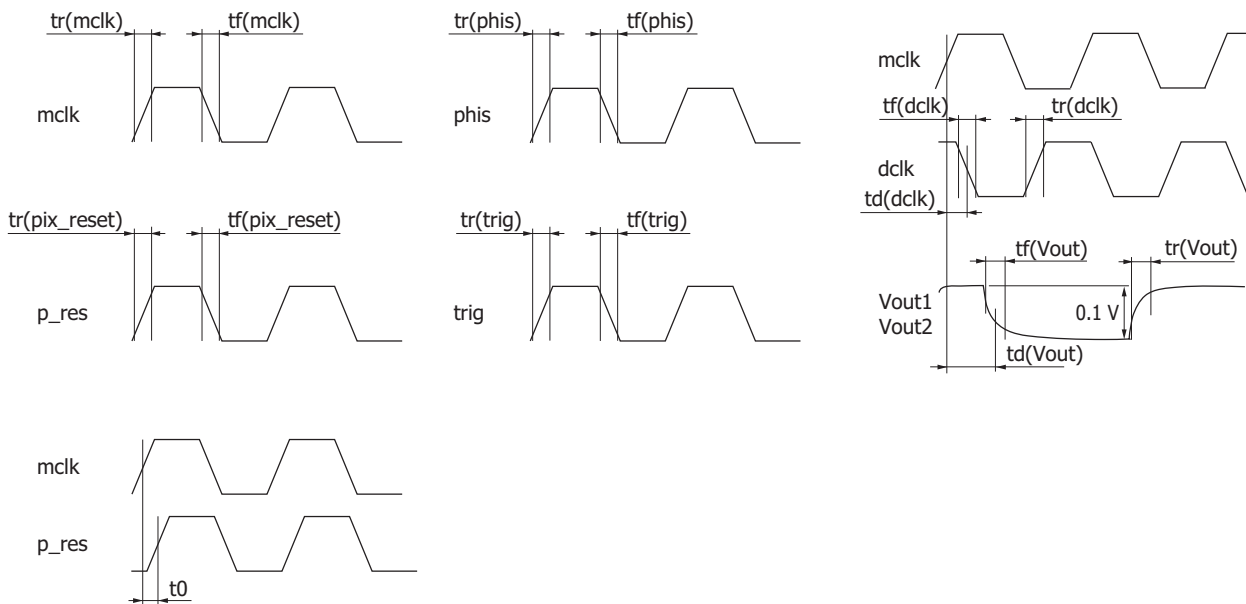 tr(mclk) tf(mclk)
mclk
tr(phis) tf(phis)
phis
mclk
tf(dclk) tr(dclk)
dclk
td(dclk)
tr(pix_reset) tf(pix_reset)
p_res
tr(trig) tf(trig)
trig
tf(Vout) tr(Vout)
Vout1
Vout2
0.1 V
td(Vout)
mclk
p_res
t0